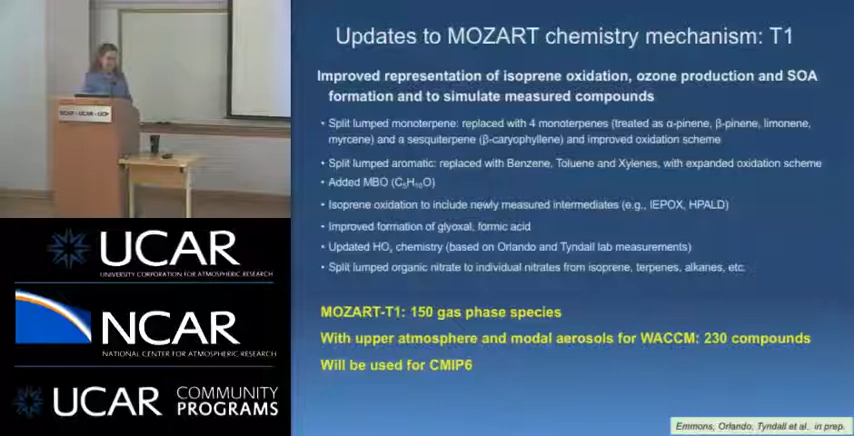 Updates to MOZART chemistry mechanism: T1
Improved representation of isoprene oxidation, ozone production and SOA
formation and to simulate measured compounds
• Split lumped monoterpene: replaced with 4 monoterpenes (treated as α-pinene, β-pinene, limonene,
myrcene) and a sesquiterpene (β-caryophyllene) and improved oxidation scheme
• Split lumped aromatic: replaced with Benzene, Toluene and Xylenes, with expanded oxidation scheme
• Added MBO (C₅H₁₀O)
• Isoprene oxidation to include newly measured intermediates (e.g., IEPOX, HPALD)
• Improved formation of glyoxal, formic acid
• Updated HOₓ chemistry (based on Orlando and Tyndall lab measurements)
• Split lumped organic nitrate to individual nitrates from isoprene, terpenes, alkanes, etc.
MOZART-T1: 150 gas phase species
With upper atmosphere and modal aerosols for WACCM: 230 compounds
Will be used for CMIP6
Emmons, Orlando, Tyndall et al. in prep.
NCAR • UCAR • UCP
UCAR
UNIVERSITY CORPORATION FOR ATMOSPHERIC RESEARCH
NCAR
NATIONAL CENTER FOR ATMOSPHERIC RESEARCH
UCAR COMMUNITY
PROGRAMS